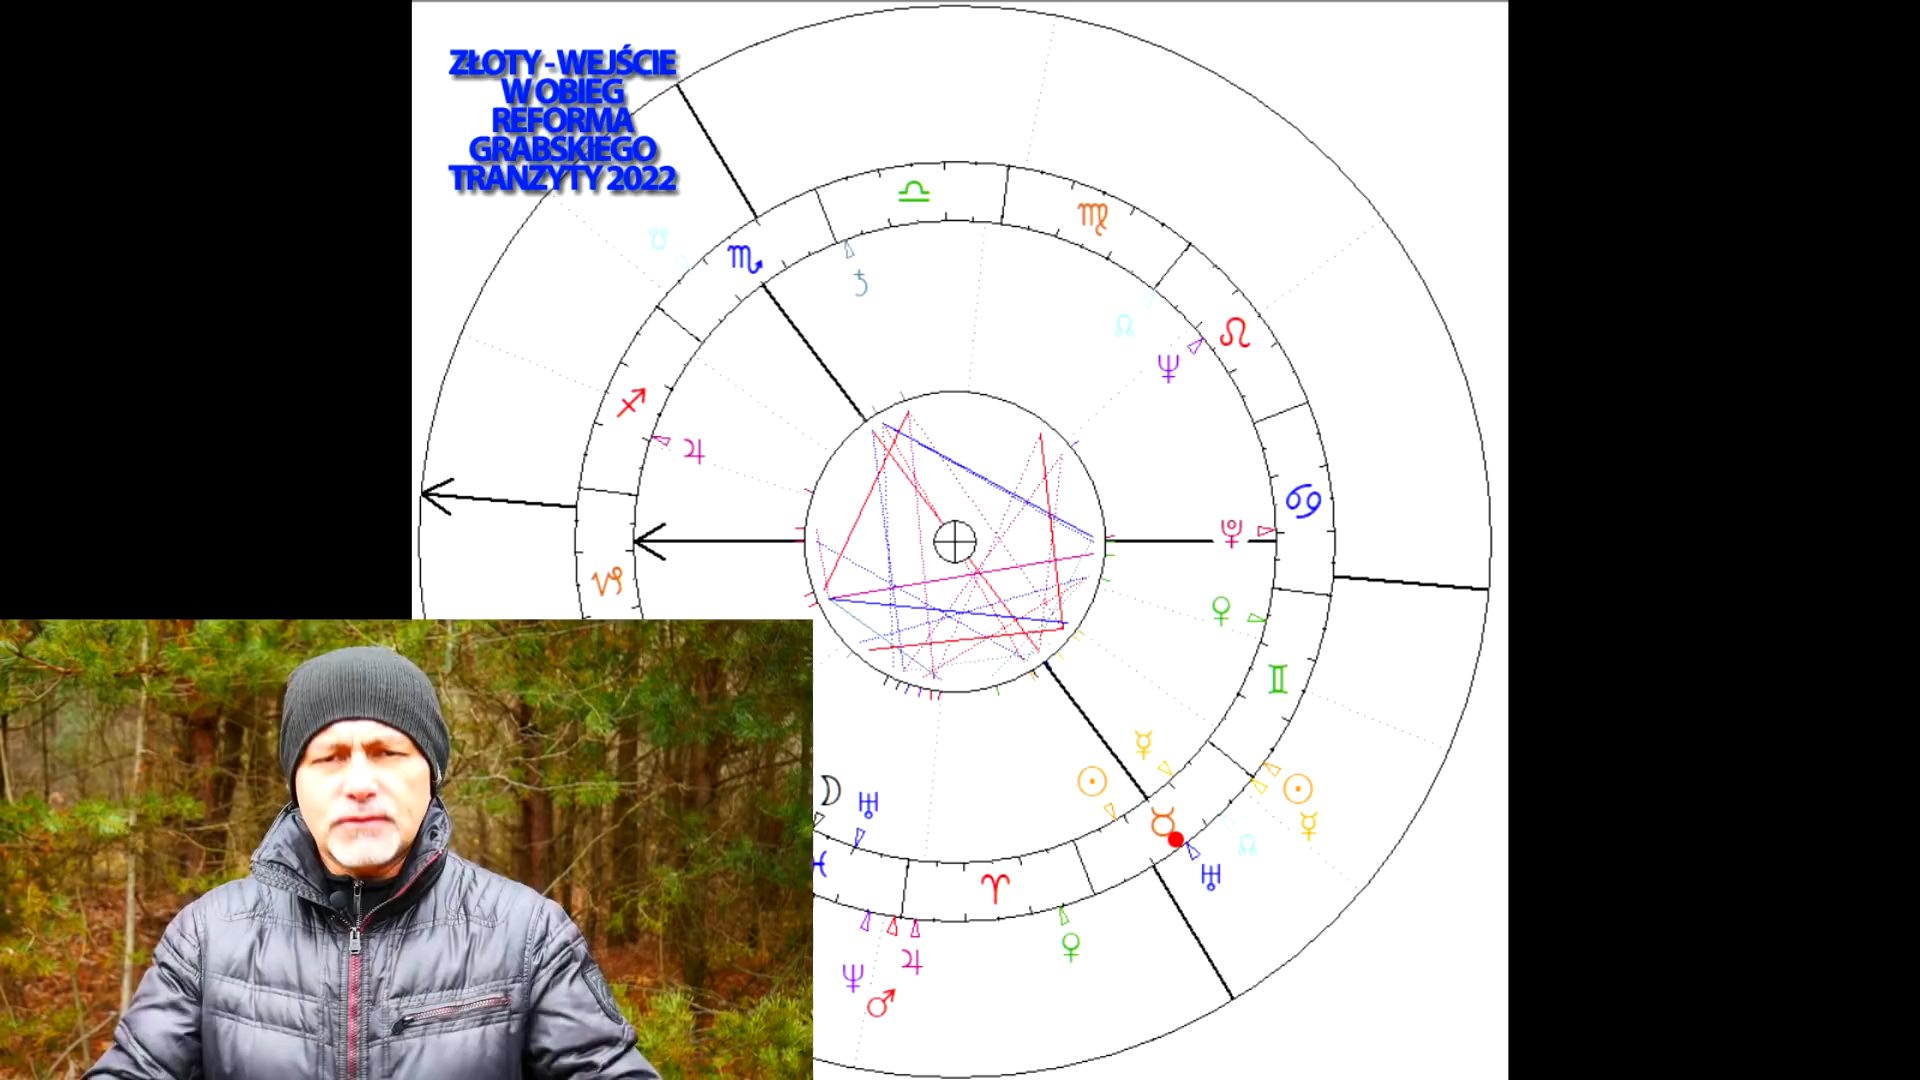 ZŁOTY - WEJŚCIE
W OBIEG
REFORMA
GRABSKIEGO
TRANZYTY 2022